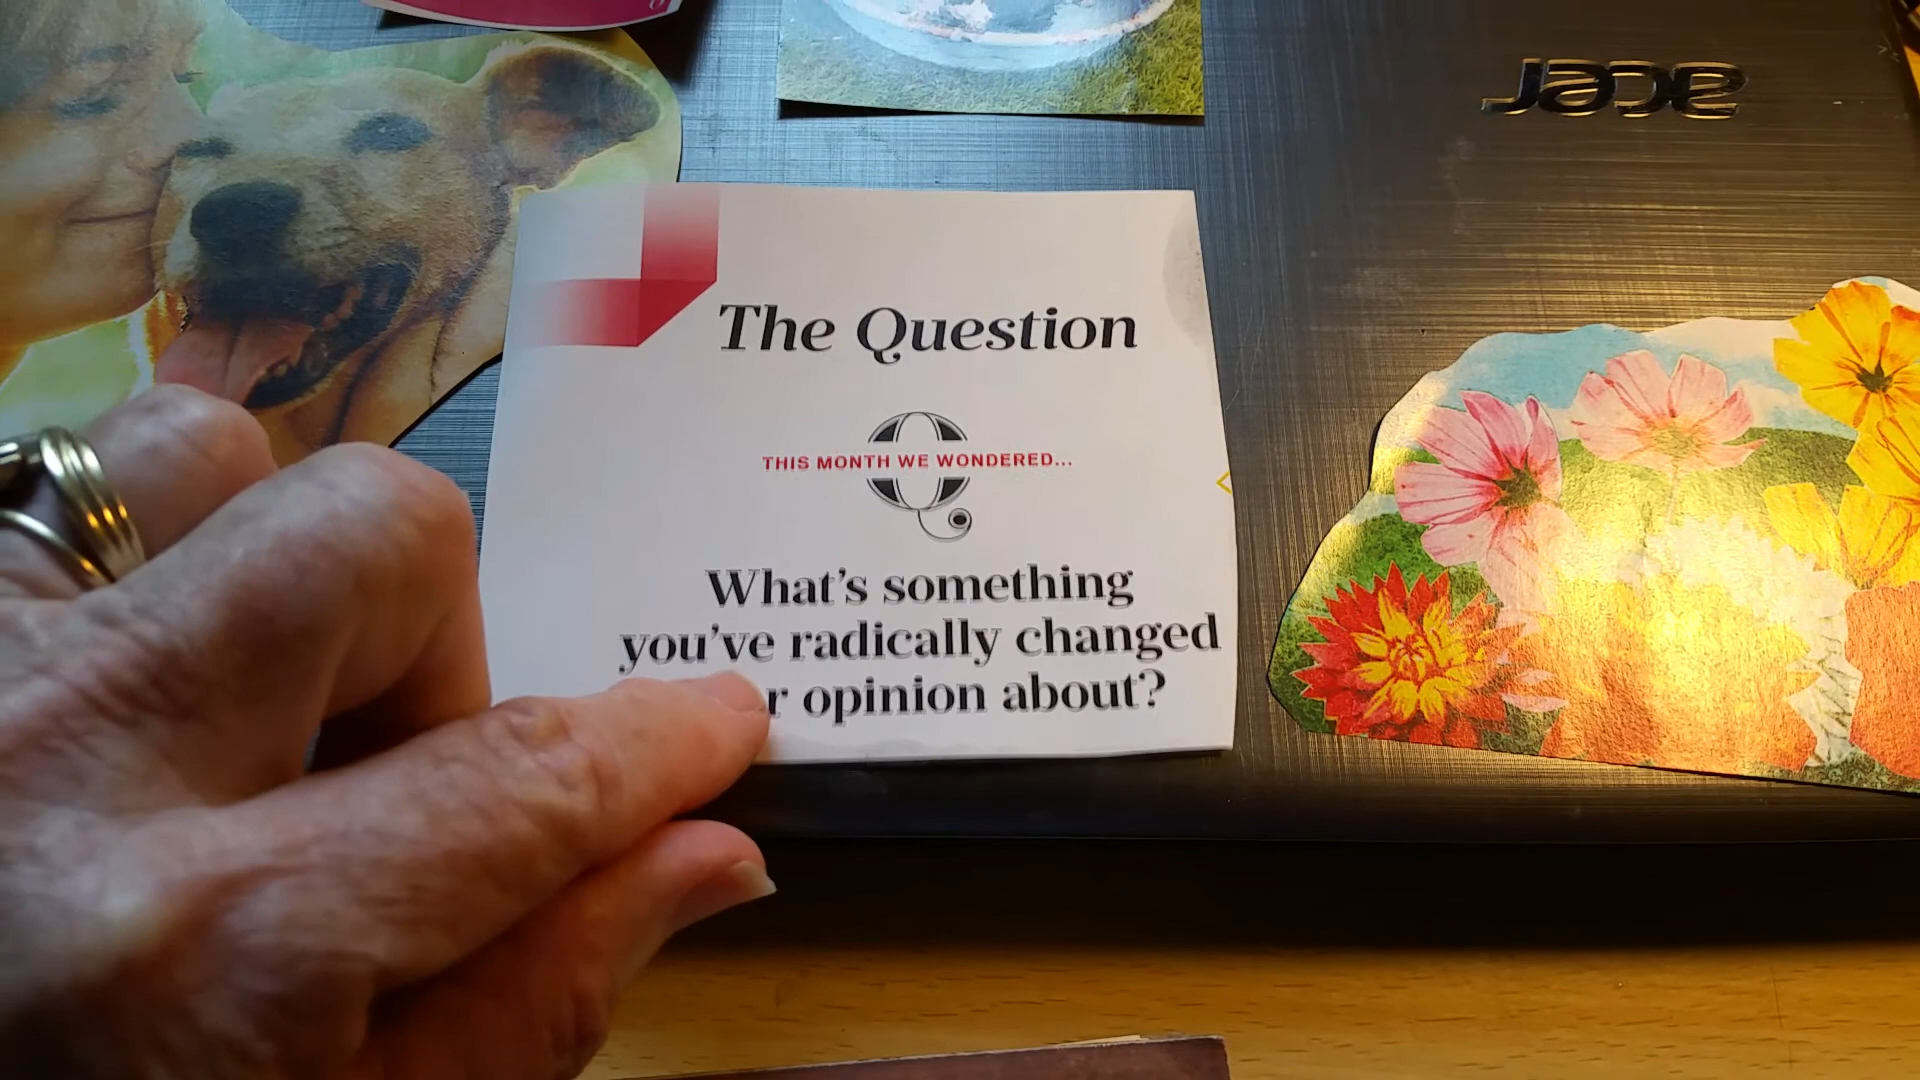 acer
The Question
THIS MONTH WE WONDERED...
What's something
you've radically changed
r opinion about?